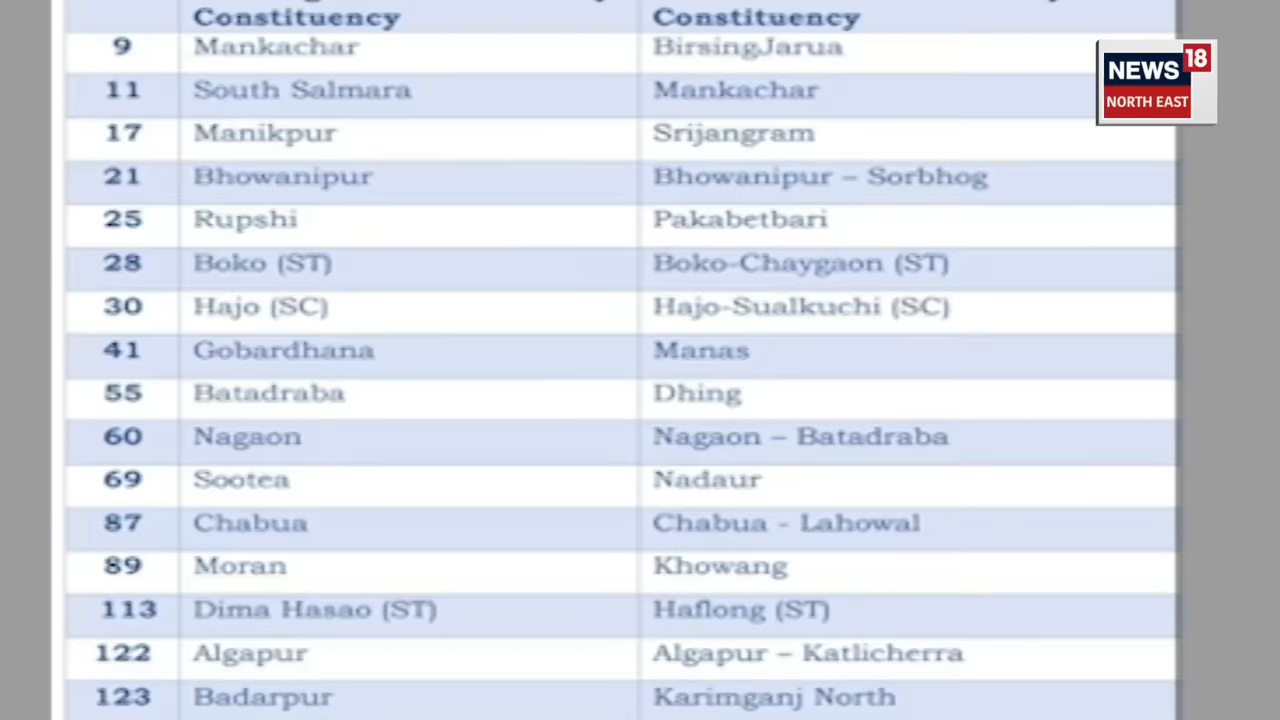 Constituency Constituency
9 Mankachar BirsingJarua
11 South Salmara Mankachar
17 Manikpur Srijangram
21 Bhowanipur Bhowanipur – Sorbhog
25 Rupshi Pakabetbari
28 Boko (ST) Boko-Chaygaon (ST)
30 Hajo (SC) Hajo-Sualkuchi (SC)
41 Gobardhana Manas
55 Batadraba Dhing
60 Nagaon Nagaon – Batadraba
69 Sootea Nadaur
87 Chabua Chabua - Lahowal
89 Moran Khowang
113 Dima Hasao (ST) Haflong (ST)
122 Algapur Algapur – Katlicherra
123 Badarpur Karimganj North
NEWS 18
NORTH EAST